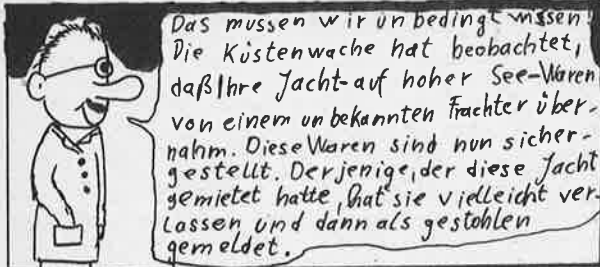 Das mussen wir unbedingt wissen!
Die Küstenwache hat beobachtet,
daß Ihre Jacht-auf hoher See-Waren
von einem unbekannten Frachter über-
nahm. Diese Waren sind nun sicher-
gestellt. Derjenige, der diese Jacht
gemietet hatte, hat sie vielleicht ver-
lassen und dann als gestohlen
gemeldet.